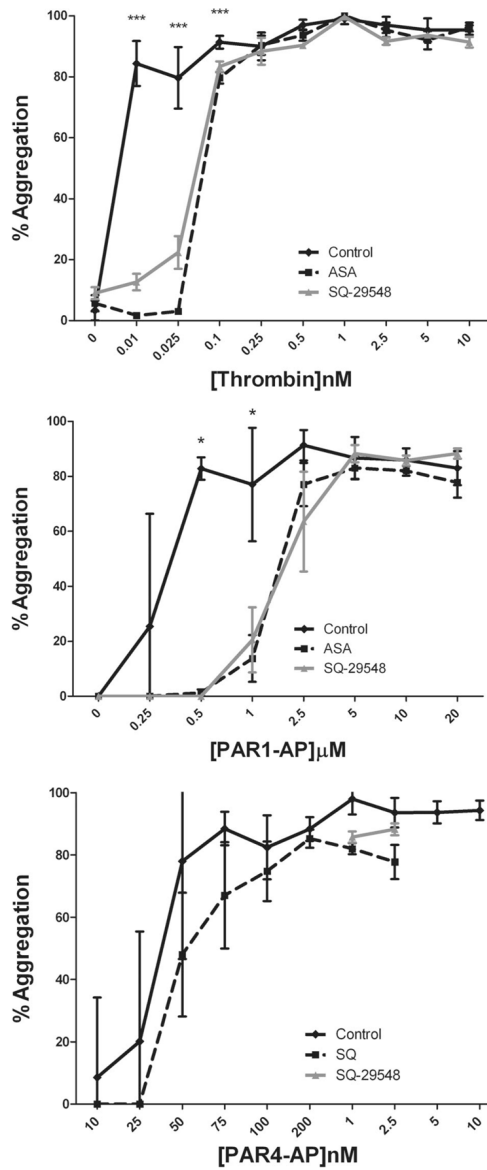 *** *** ***
100
80
60
40
20
0
% Aggregation
Control
ASA
SQ-29548
0 0.01 0.025 0.1 0.25 0.5 1 2.5 5 10
[Thrombin]nM
* *
100
80
60
40
20
0
% Aggregation
Control
ASA
SQ-29548
0 0.25 0.5 1 2.5 5 10 20
[PAR1-AP]μM
100
80
60
40
20
0
% Aggregation
Control
SQ
SQ-29548
10 25 50 75 100 200 1 2.5 5 10
[PAR4-AP]nM